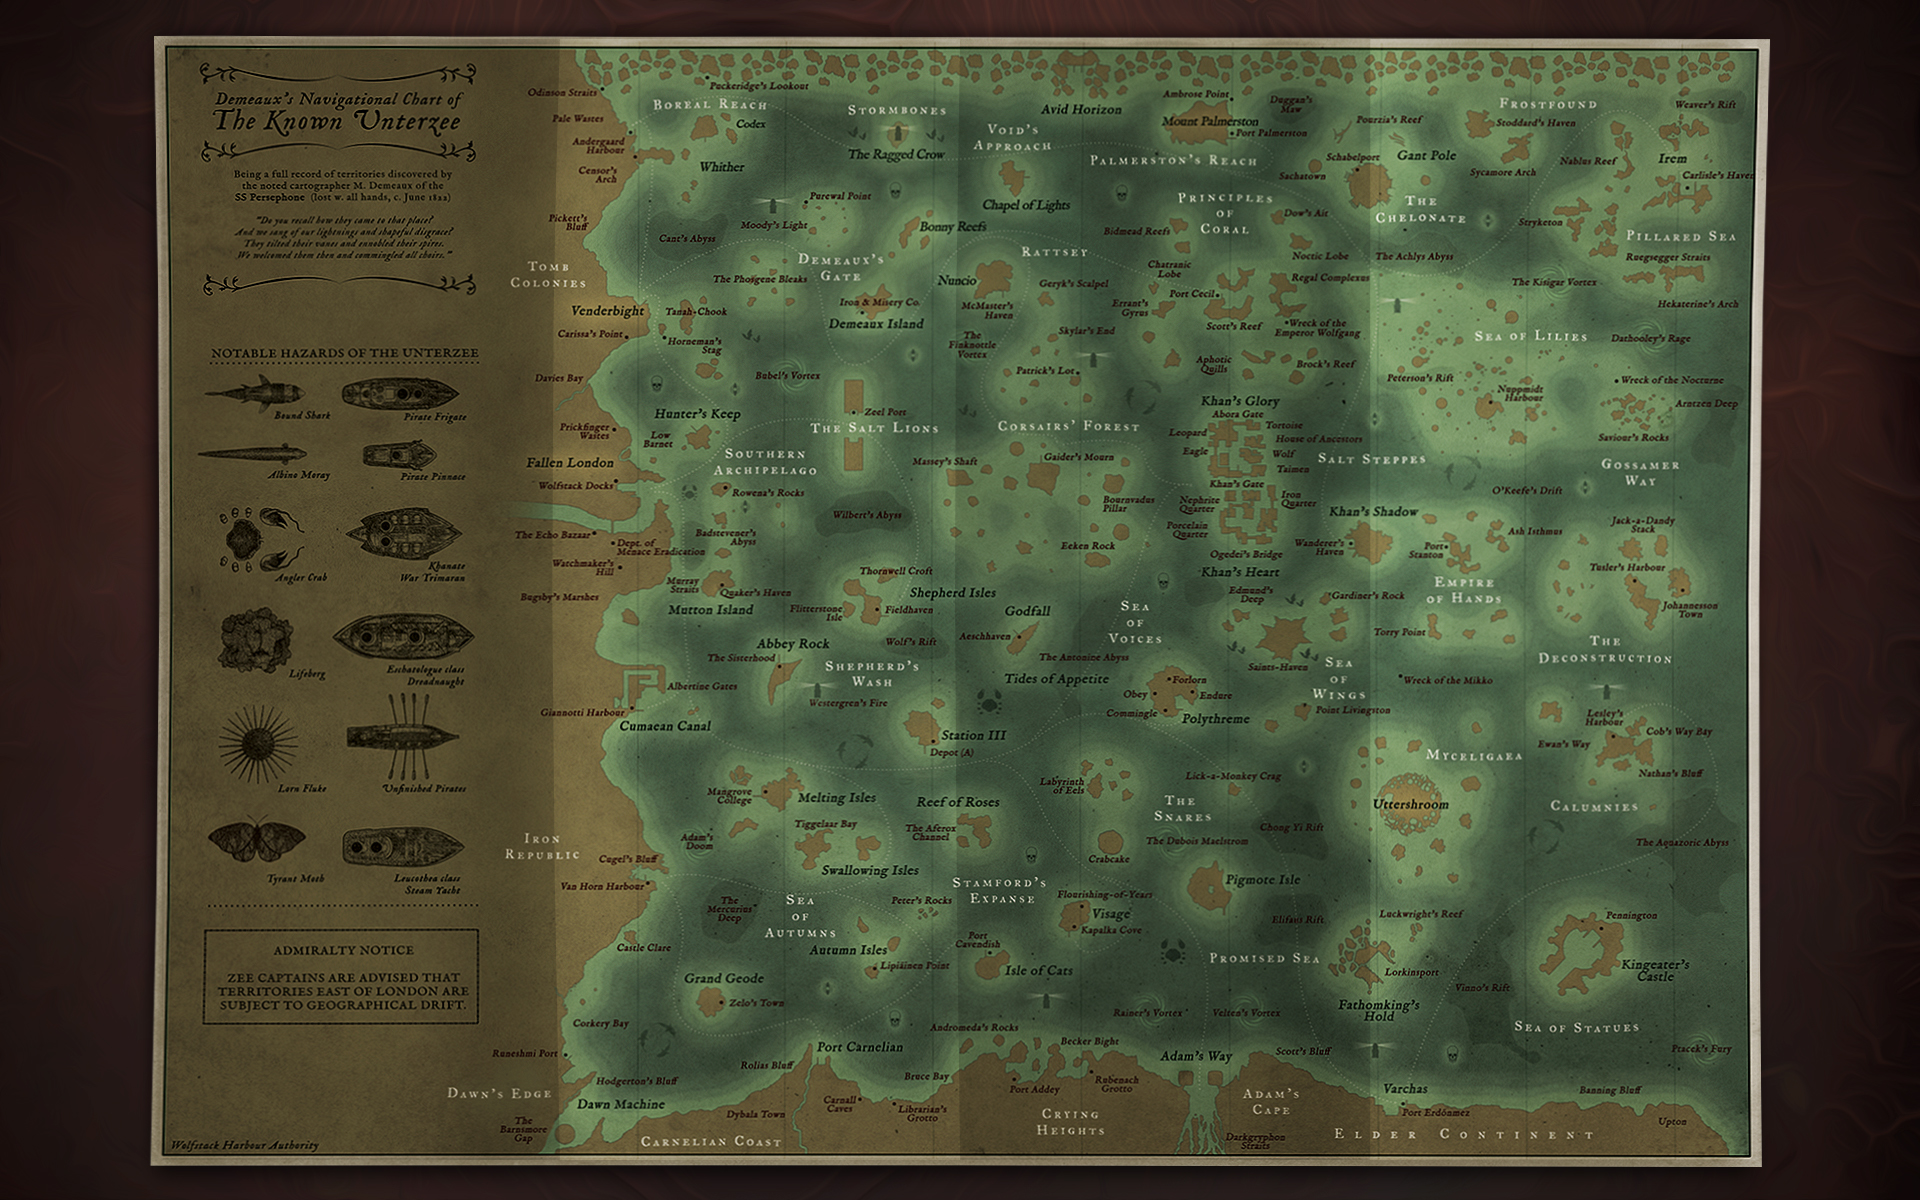 Demeaux's Navigational Chart of
The Known Unterzee
Being a full record of territories discovered by
the noted cartographer M. Demeaux of the
SS Persephone (lost w. all hands, c. June 1822)
"Do you recall how they came to that place?
And we sang of our lightnings and shapeful disgrace?
They tilted their vanes and ennobled their spires.
We welcomed them then and commingled all choirs."
NOTABLE HAZARDS OF THE UNTERZEE
Bound Shark
Pirate Frigate
Albino Moray
Pirate Pinnace
Angler Crab
Khanate
War Trimaran
Lifeberg
Eschatologue class
Dreadnaught
Lorn Fluke
Unfinished Pirates
Tyrant Moth
Leucothea class
Steam Yacht
ADMIRALTY NOTICE
ZEE CAPTAINS ARE ADVISED THAT
TERRITORIES EAST OF LONDON ARE
SUBJECT TO GEOGRAPHICAL DRIFT.
Wolfstack Harbour Authority
Odinson Straits
Puckeridge's Lookout
Boreal Reach
Pale Wastes
Codex
Andergaard
Harbour
Censor's
Arch
Whither
Stormbones
The Ragged Crow
Void's
Approach
Avid Horizon
Ambrose Point
Mount Palmerston
Port Palmerston
Duggan's
Maw
Palmerston's Reach
Pourzia's Reef
Schabelport
Gant Pole
Sachatown
Frostfound
Stoddard's Haven
Sycamore Arch
Weaver's Rift
Nablus Reef
Irem
Carlisle's Haven
Pickett's
Bluff
Purewal Point
Moody's Light
Cant's Abyss
Bonny Reefs
Chapel of Lights
Principles
of
Coral
Bidmead Reefs
Dow's Ait
The
Chelonate
Stryketon
Pillared Sea
Tomb
Colonies
Demeaux's
Gate
The Phosgene Bleaks
Nuncio
Rattsey
Geryk's Scalpel
McMaster's
Haven
Chatranic
Lobe
Noctic Lobe
Regal Complexus
Port Cecil
Errant's
Gyrus
The Achlys Abyss
The Kisigar Vortex
Ruegsegger Straits
Hekaterine's Arch
Venderbight
Tanah-Chook
Carissa's Point
Horneman's
Stag
Iron & Misery Co.
Demeaux Island
The
Finknottle
Vortex
Skylar's End
Scott's Reef
Wreck of the
Emperor Wolfgang
Sea of Lilies
Dathooley's Rage
Davies Bay
Bubel's Vortex
Patrick's Lot
Aphotic
Quills
Brock's Reef
Peterson's Rift
Nuppmidt
Harbour
Wreck of the Nocturne
Arntzen Deep
Hunter's Keep
Low
Barnet
Prickfinger
Wastes
Zeel Port
The Salt Lions
Corsairs' Forest
Khan's Glory
Abora Gate
Leopard
Tortoise
House of Ancestors
Eagle
Wolf
Taimen
Salt Steppes
Saviour's Rocks
Fallen London
Wolfstack Docks
Southern
Archipelago
Rowena's Rocks
Massey's Shaft
Gaider's Mourn
Khan's Gate
Gossamer
Way
O'Keefe's Drift
The Echo Bazaar
Dept. of
Menace Eradication
Badstevener's
Abyss
Wilbert's Abyss
Bournvadus
Pillar
Nephrite
Quarter
Iron
Quarter
Porcelain
Quarter
Ogedei's Bridge
Khan's Shadow
Wanderer's
Haven
Port
Stanton
Ash Isthmus
Jack-a-Dandy
Stack
Watchmaker's
Hill
Bugsby's Marshes
Murray
Straits
Quaker's Haven
Mutton Island
Thornwell Croft
Shepherd Isles
Flitterstone
Isle
Fieldhaven
Eeken Rock
Khan's Heart
Edmund's
Deep
Gardiner's Rock
Empire
of Hands
Tusler's Harbour
Johannesson
Town
Abbey Rock
The Sisterhood
Wolf's Rift
Godfall
Aeschhaven
Sea
of
Voices
The Antonine Abyss
Saints-Haven
Torry Point
The
Deconstruction
Albertine Gates
Giannotti Harbour
Cumaean Canal
Shepherd's
Wash
Westergren's Fire
Tides of Appetite
Forlorn
Obey
Endure
Commingle
Polythreme
Sea
of
Wings
Point Livingston
Wreck of the Mikko
Station III
Depot (A)
Lesley's
Harbour
Ewan's Way
Cob's Way Bay
Nathan's Bluff
Mangrove
College
Melting Isles
Reef of Roses
Labyrinth
of Eels
Lick-a-Monkey Crag
The
Snares
Myceligaea
Uttershroom
Calumnies
Iron
Republic
Adam's
Doom
Tiggelaar Bay
The Aferox
Channel
Swallowing Isles
Crabcake
Chong Yi Rift
The Dubois Maelstrom
The Aquazoric Abyss
Cugel's Bluff
Van Horn Harbour
The
Mercurius
Deep
Sea
of
Autumns
Peter's Rocks
Stamford's
Expanse
Flourishing-of-Years
Visage
Kapalka Cove
Pigmote Isle
Elifans Rift
Luckwright's Reef
Pennington
Castle Clare
Autumn Isles
Lipiäinen Point
Port
Cavendish
Isle of Cats
Promised Sea
Lorkinsport
Vinno's Rift
Kingeater's
Castle
Grand Geode
Zelo's Town
Fathomking's
Hold
Corkery Bay
Andromeda's Rocks
Rainer's Vortex
Velten's Vortex
Sea of Statues
Runeshmi Port
Port Carnelian
Rolias Bluff
Becker Bight
Adam's Way
Scott's Bluff
Ptacek's Fury
Dawn's Edge
Hodgerton's Bluff
Dawn Machine
Bruce Bay
Port Addey
Rubenach
Grotto
Adam's
Cape
Varchas
Port Erdönmez
Banning Bluff
The
Barnsmore
Gap
Dybala Town
Carnall
Caves
Librarian's
Grotto
Crying
Heights
Darkgryphon
Straits
Carnelian Coast
Elder Continent
Upton